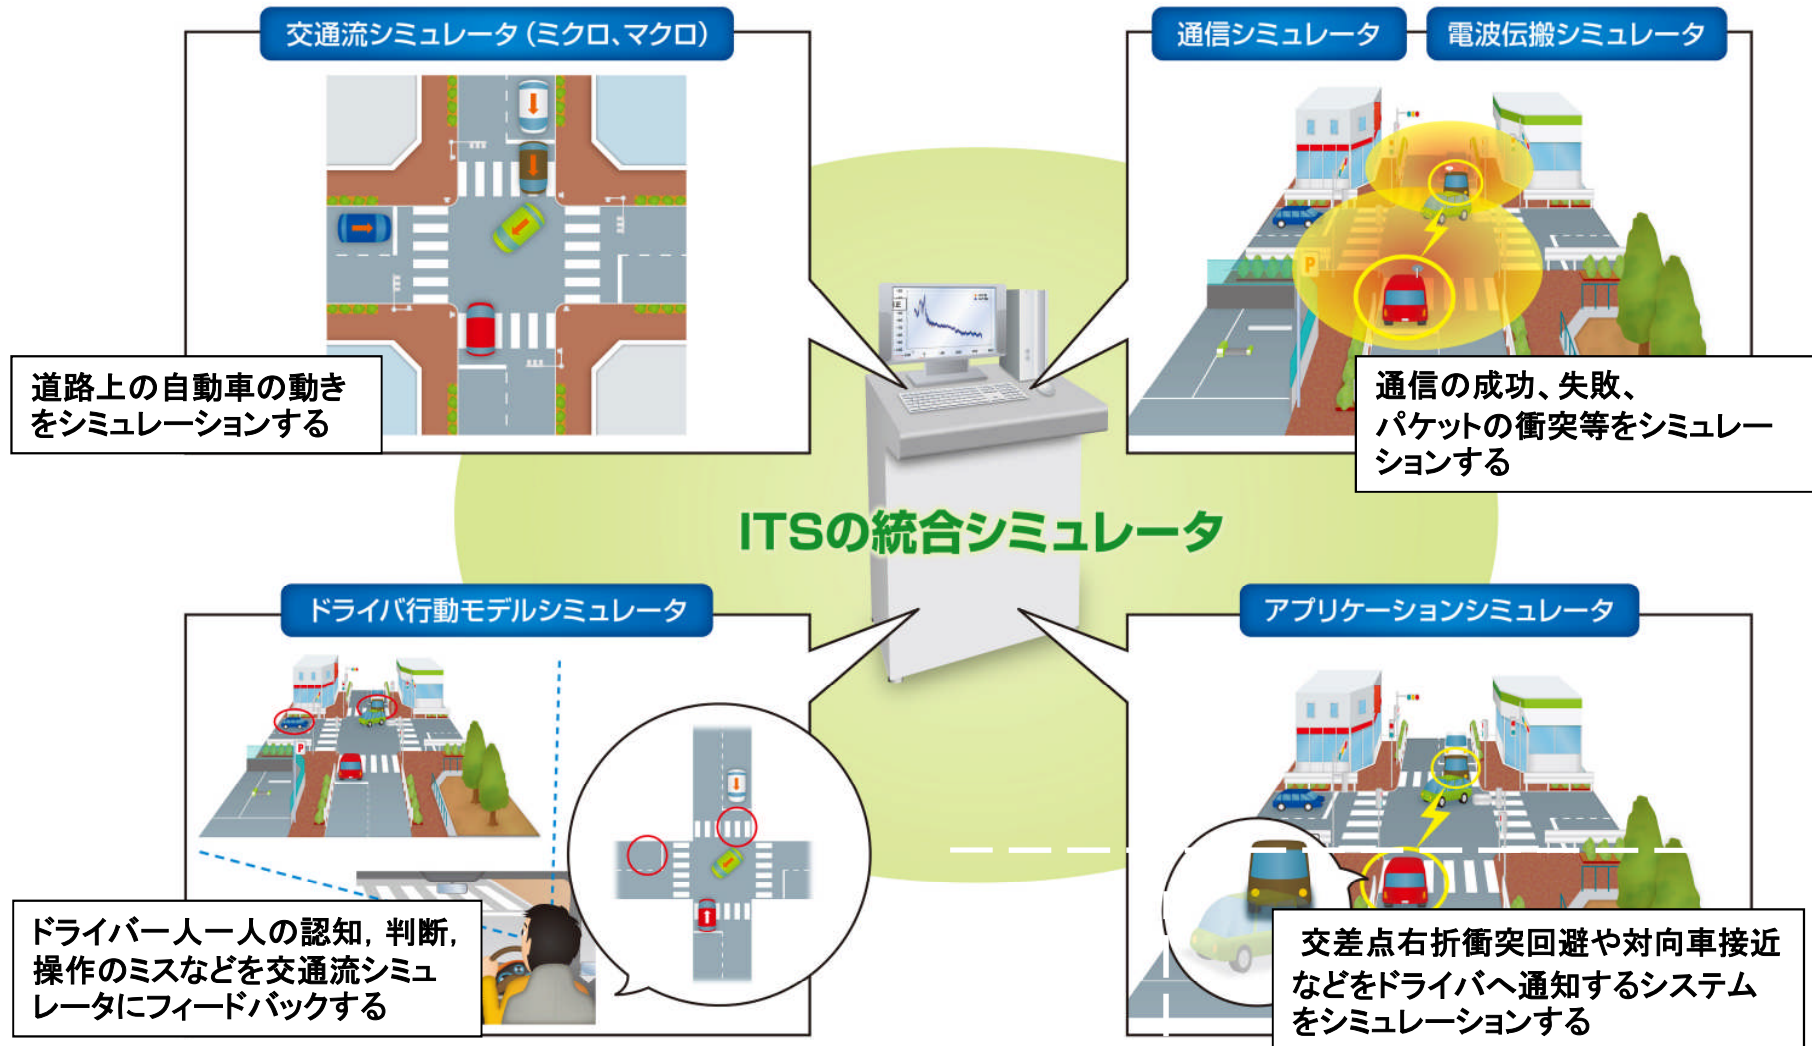 交通流シミュレータ（ミクロ、マクロ）
道路上の自動車の動き
をシミュレーションする
通信シミュレータ
電波伝搬シミュレータ
P
通信の成功、失敗、
パケットの衝突等をシミュレー
ションする
ITSの統合シミュレータ
ドライバ行動モデルシミュレータ
P
ドライバー人一人の認知，判断，
操作のミスなどを交通流シミュ
レータにフィードバックする
アプリケーションシミュレータ
交差点右折衝突回避や対向車接近
などをドライバへ通知するシステム
をシミュレーションする